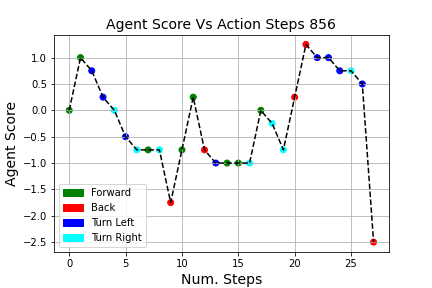 Agent Score Vs Action Steps 856
Agent Score
1.0
0.5
0.0
−0.5
−1.0
−1.5
−2.0
−2.5
Forward
Back
Turn Left
Turn Right
0 5 10 15 20 25
Num. Steps